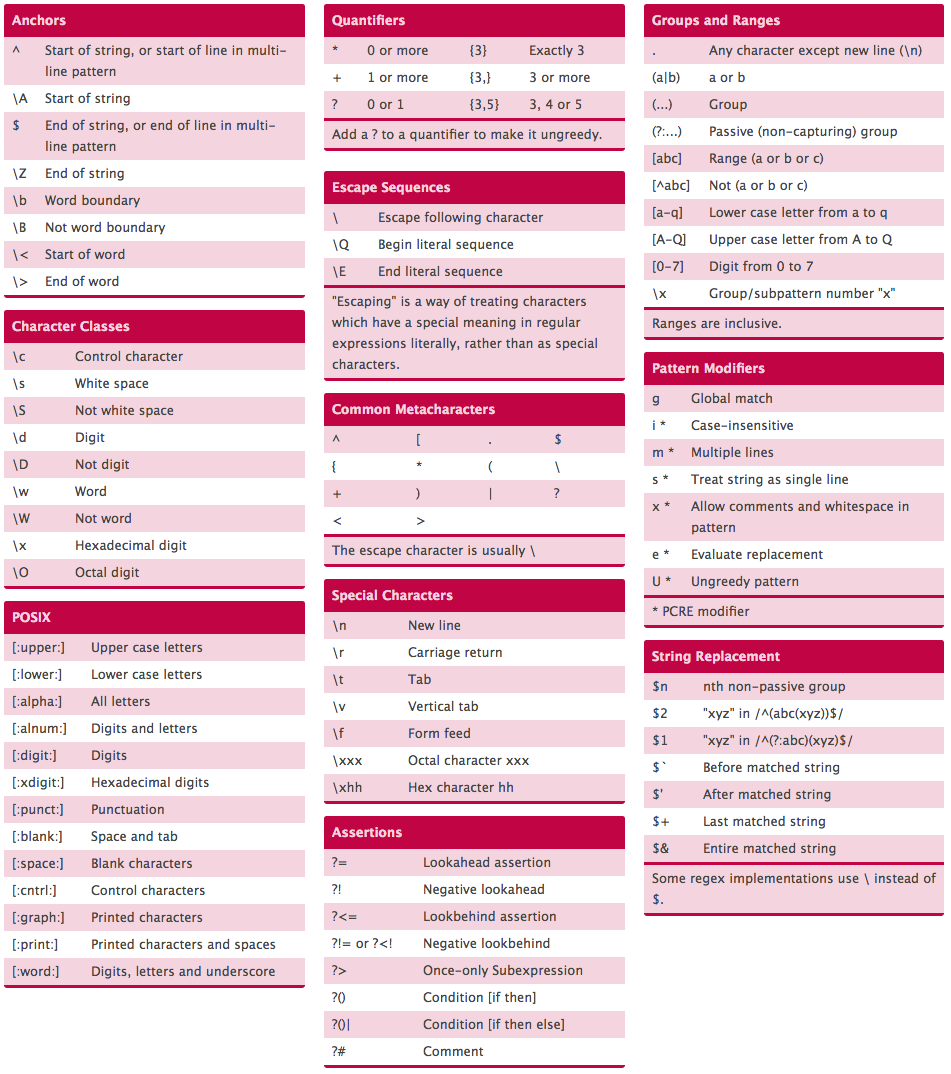 Anchors
^ Start of string, or start of line in multi-
line pattern
\A Start of string
$ End of string, or end of line in multi-
line pattern
\Z End of string
\b Word boundary
\B Not word boundary
\< Start of word
\> End of word
Character Classes
\c Control character
\s White space
\S Not white space
\d Digit
\D Not digit
\w Word
\W Not word
\x Hexadecimal digit
\O Octal digit
POSIX
[:upper:] Upper case letters
[:lower:] Lower case letters
[:alpha:] All letters
[:alnum:] Digits and letters
[:digit:] Digits
[:xdigit:] Hexadecimal digits
[:punct:] Punctuation
[:blank:] Space and tab
[:space:] Blank characters
[:cntrl:] Control characters
[:graph:] Printed characters
[:print:] Printed characters and spaces
[:word:] Digits, letters and underscore
Quantifiers
* 0 or more {3} Exactly 3
+ 1 or more {3,} 3 or more
? 0 or 1 {3,5} 3, 4 or 5
Add a ? to a quantifier to make it ungreedy.
Escape Sequences
\ Escape following character
\Q Begin literal sequence
\E End literal sequence
"Escaping" is a way of treating characters
which have a special meaning in regular
expressions literally, rather than as special
characters.
Common Metacharacters
^ [ . $
{ * ( \
+ ) | ?
< >
The escape character is usually \
Special Characters
\n New line
\r Carriage return
\t Tab
\v Vertical tab
\f Form feed
\xxx Octal character xxx
\xhh Hex character hh
Assertions
?= Lookahead assertion
?! Negative lookahead
?<= Lookbehind assertion
?!= or ?<! Negative lookbehind
?> Once-only Subexpression
?() Condition [if then]
?()| Condition [if then else]
?# Comment
Groups and Ranges
. Any character except new line (\n)
(a|b) a or b
(...) Group
(?:...) Passive (non-capturing) group
[abc] Range (a or b or c)
[^abc] Not (a or b or c)
[a-q] Lower case letter from a to q
[A-Q] Upper case letter from A to Q
[0-7] Digit from 0 to 7
\x Group/subpattern number "x"
Ranges are inclusive.
Pattern Modifiers
g Global match
i * Case-insensitive
m * Multiple lines
s * Treat string as single line
x * Allow comments and whitespace in
pattern
e * Evaluate replacement
U * Ungreedy pattern
* PCRE modifier
String Replacement
$n nth non-passive group
$2 "xyz" in /^(abc(xyz))$/
$1 "xyz" in /^(?:abc)(xyz)$/
$` Before matched string
$' After matched string
$+ Last matched string
$& Entire matched string
Some regex implementations use \ instead of
$.